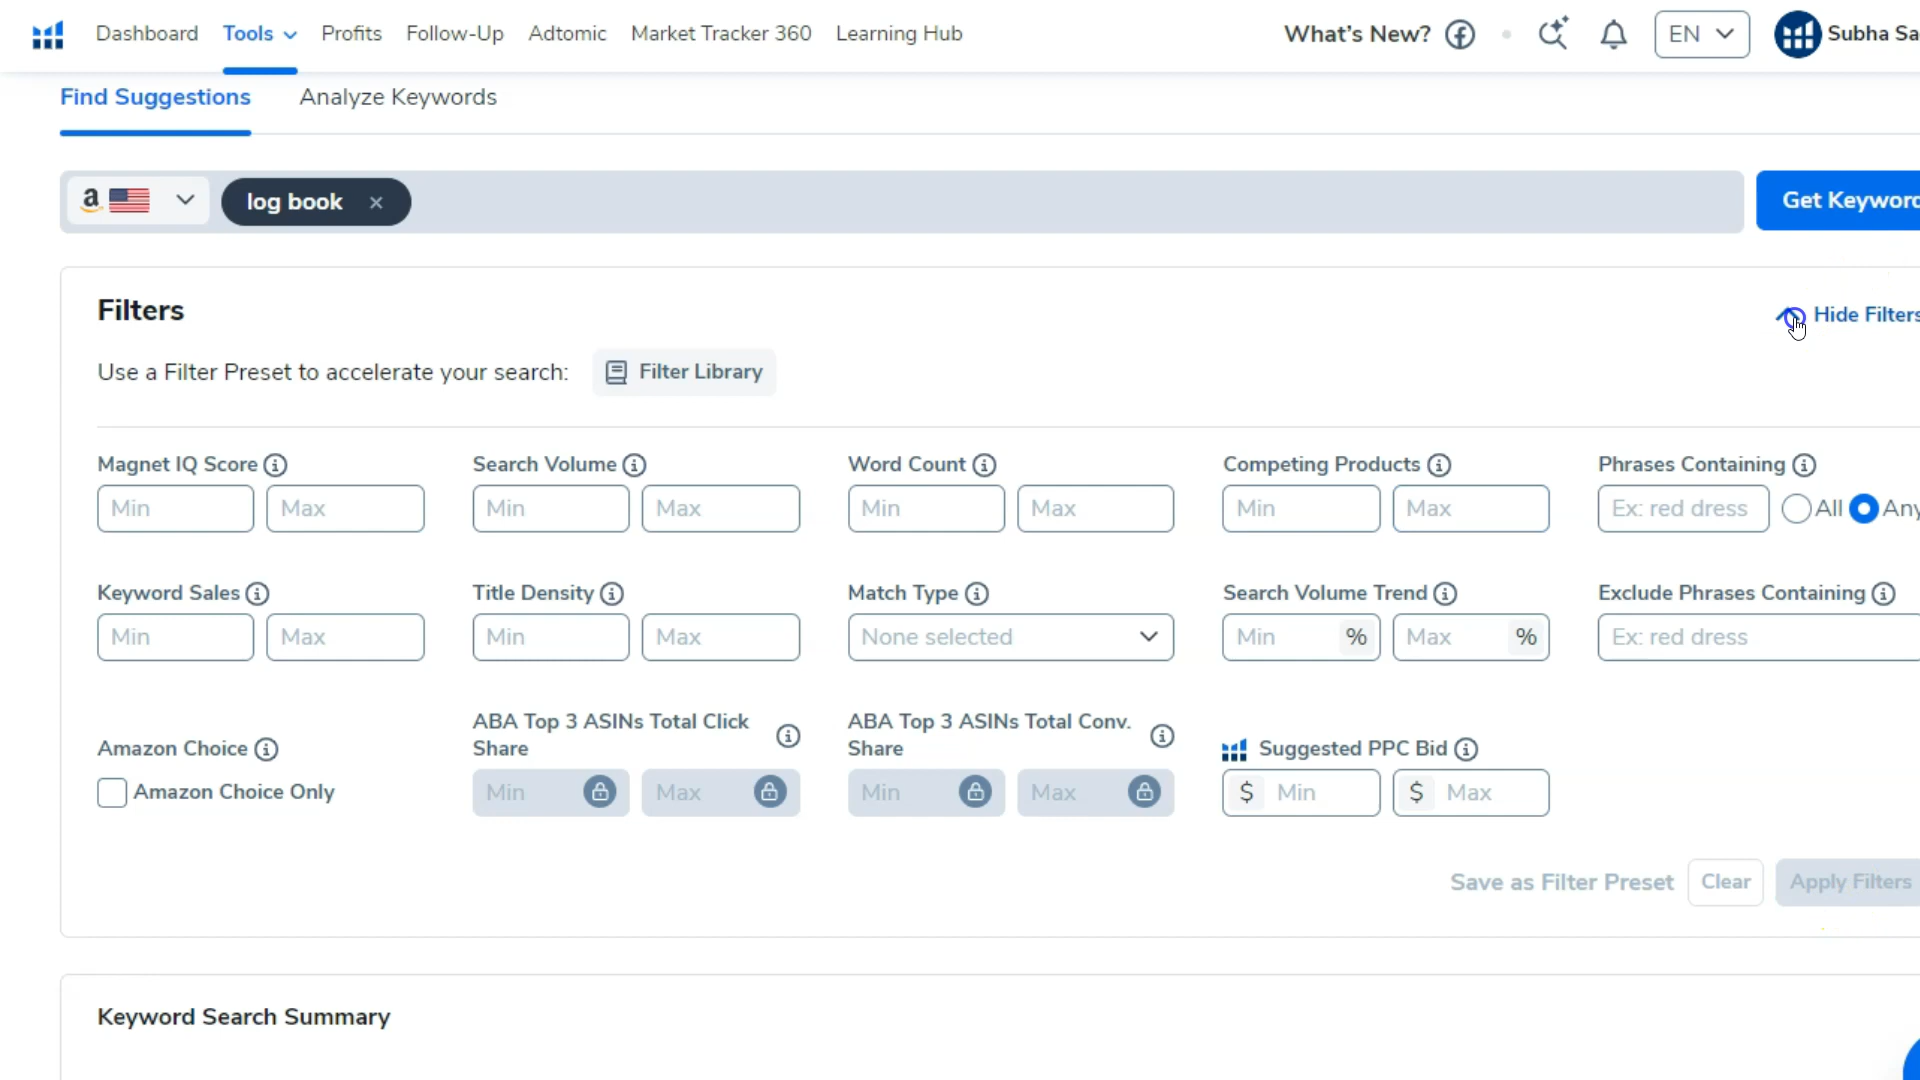 Dashboard Tools Profits Follow-Up Adtomic Market Tracker 360 Learning Hub What's New? EN Subha Sa
Find Suggestions Analyze Keywords
a log book × Get Keyword
Filters Hide Filters
Use a Filter Preset to accelerate your search: Filter Library
Magnet IQ Score Search Volume Word Count Competing Products Phrases Containing
Min Max Min Max Min Max Min Max Ex: red dress All Any
Keyword Sales Title Density Match Type Search Volume Trend Exclude Phrases Containing
Min Max Min Max None selected Min % Max % Ex: red dress
ABA Top 3 ASINs Total Click Share ABA Top 3 ASINs Total Conv. Share
Amazon Choice Suggested PPC Bid
Amazon Choice Only Min Max Min Max $ Min $ Max
Save as Filter Preset Clear Apply Filters
Keyword Search Summary